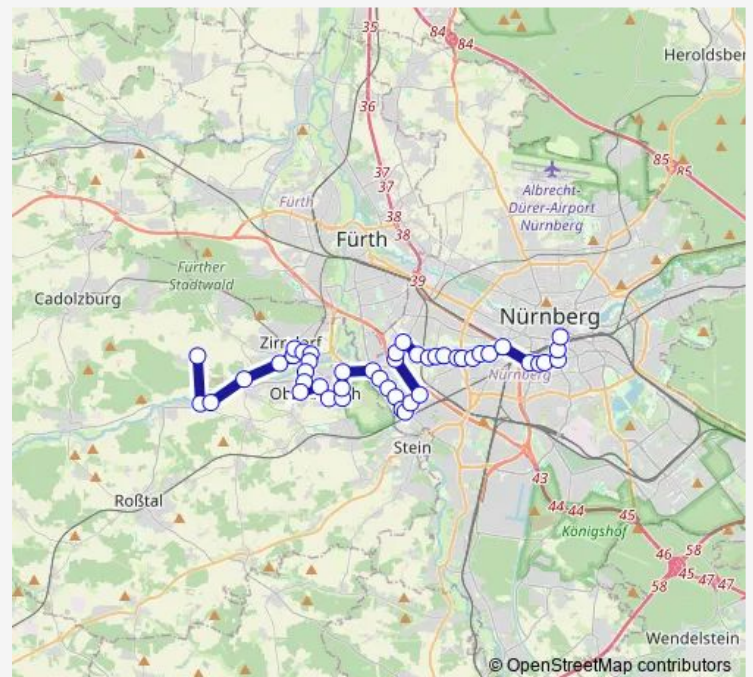 35
84
84
Heroldsber
36
85
85
37
37
Albrecht-
Dürer-Airport
Nürnberg
Fürth
38
38
Fürth
39
Further
Stadtwald
Cadolzburg
Nürnberg
Zirndorf
Nürnberg
Stein
43
Roßtal
44
44
45
Königshof
46
58
45
47
47
58
Wendelstein
© OpenStreetMap contributors